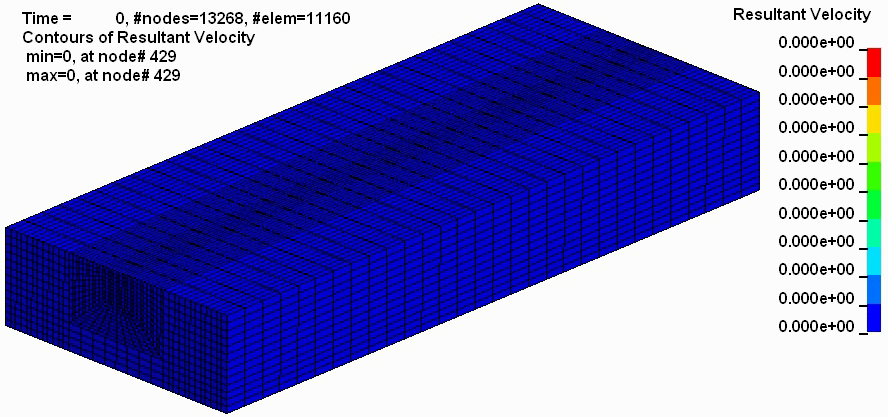 Time =          0, #nodes=13268, #elem=11160
Contours of Resultant Velocity
min=0, at node# 429
max=0, at node# 429
Resultant Velocity
0.000e+00
0.000e+00
0.000e+00
0.000e+00
0.000e+00
0.000e+00
0.000e+00
0.000e+00
0.000e+00
0.000e+00
0.000e+00